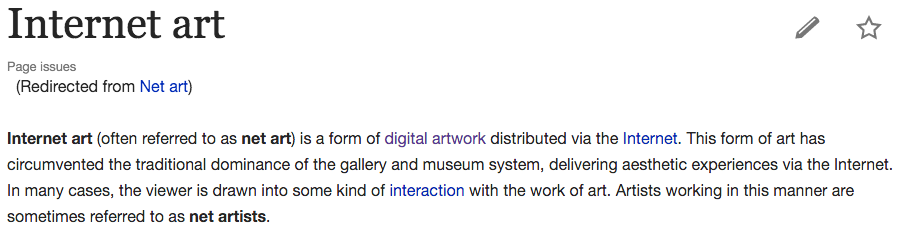 Internet art
Page issues
(Redirected from Net art)
Internet art (often referred to as net art) is a form of digital artwork distributed via the Internet. This form of art has
circumvented the traditional dominance of the gallery and museum system, delivering aesthetic experiences via the Internet.
In many cases, the viewer is drawn into some kind of interaction with the work of art. Artists working in this manner are
sometimes referred to as net artists.